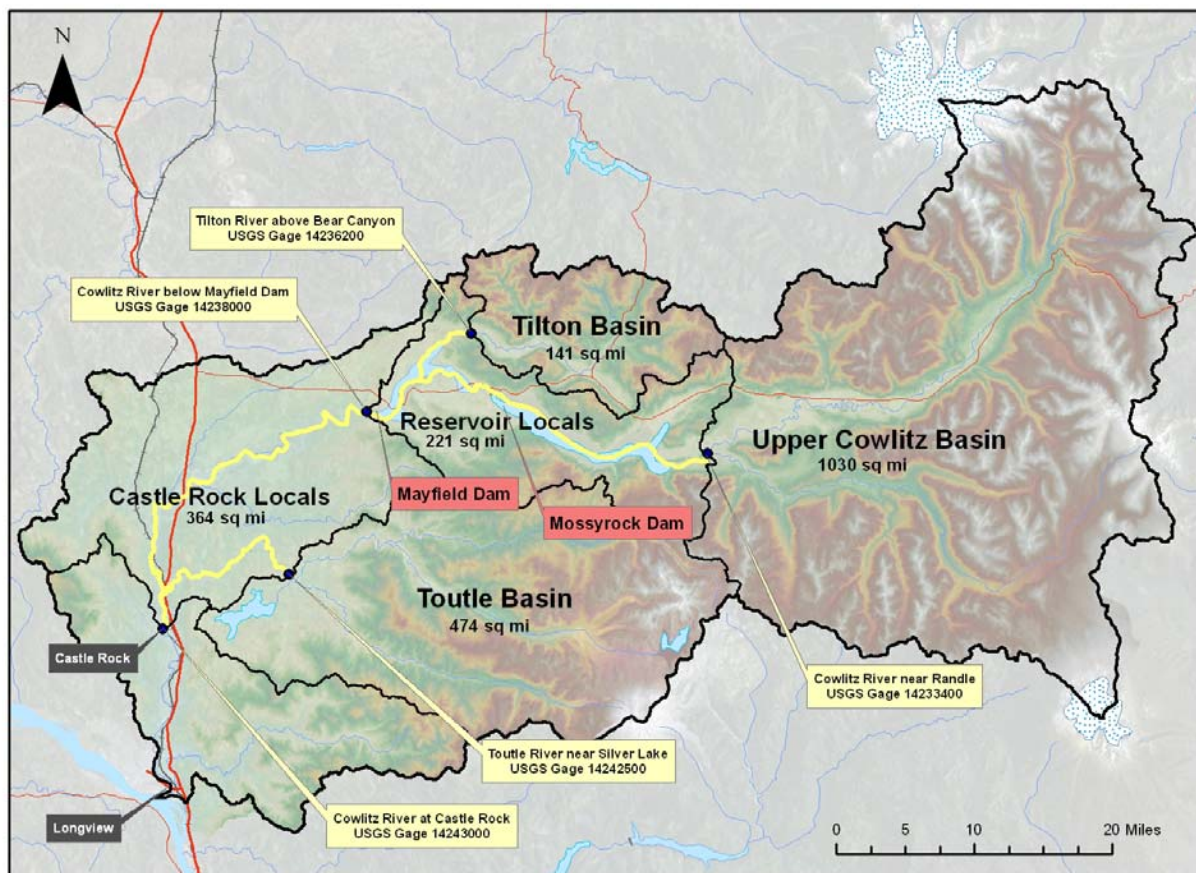 N
Tilton River above Bear Canyon
USGS Gage 14236200
Cowlitz River below Mayfield Dam
USGS Gage 14238000
Tilton Basin
141 sq mi
Reservoir Locals
221 sq mi
Upper Cowlitz Basin
1030 sq mi
Castle Rock Locals
364 sq mi
Mayfield Dam
Mossyrock Dam
Toutle Basin
474 sq mi
Castle Rock
Cowlitz River near Randle
USGS Gage 14233400
Toutle River near Silver Lake
USGS Gage 14242500
Cowlitz River at Castle Rock
USGS Gage 14243000
Longview
0 5 10 20 Miles